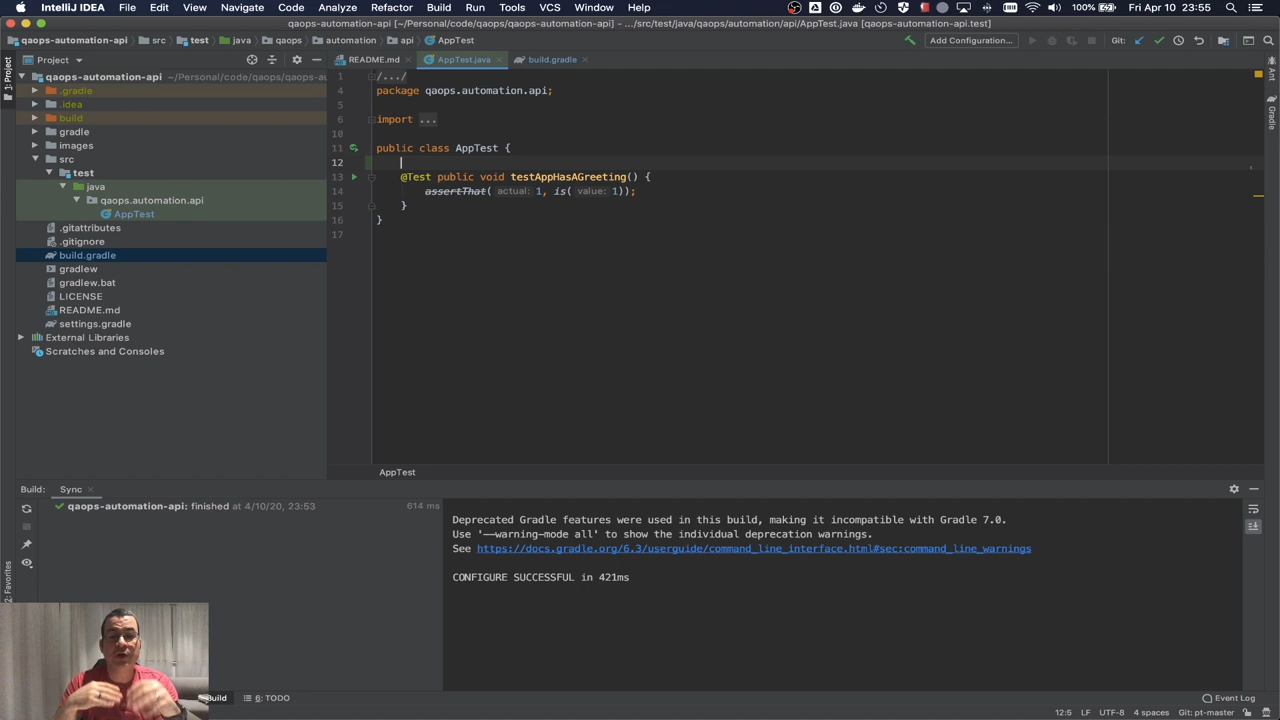 IntelliJ IDEA File Edit View Navigate Code Analyze Refactor Build Run Tools VCS Window Help 100% Fri Apr 10 23:55
qaops-automation-api [~/Personal/code/qaops/qaops-automation-api] – .../src/test/java/qaops/automation/api/AppTest.java [qaops-automation-api.test]
qaops-automation-api src test java qaops automation api AppTest Add Configuration... Git:
Project README.md AppTest.java build.gradle
1: Project
Ant
Gradle
2: Favorites
qaops-automation-api ~/Personal/code/qaops/qaops-au
.gradle
.idea
build
gradle
images
src
test
java
qaops.automation.api
AppTest
.gitattributes
.gitignore
build.gradle
gradlew
gradlew.bat
LICENSE
README.md
settings.gradle
External Libraries
Scratches and Consoles
1 /.../
4 package qaops.automation.api;
5
6 import ...
10
11 public class AppTest {
12
13 @Test public void testAppHasAGreeting() {
14 assertThat( actual: 1, is( value: 1));
15 }
16 }
17
AppTest
Build: Sync
qaops-automation-api: finished at 4/10/20, 23:53 614 ms
Deprecated Gradle features were used in this build, making it incompatible with Gradle 7.0.
Use '--warning-mode all' to show the individual deprecation warnings.
See https://docs.gradle.org/6.3/userguide/command_line_interface.html#sec:command_line_warnings
CONFIGURE SUCCESSFUL in 421ms
Build 6: TODO Event Log
12:5 LF UTF-8 4 spaces Git: pt-master